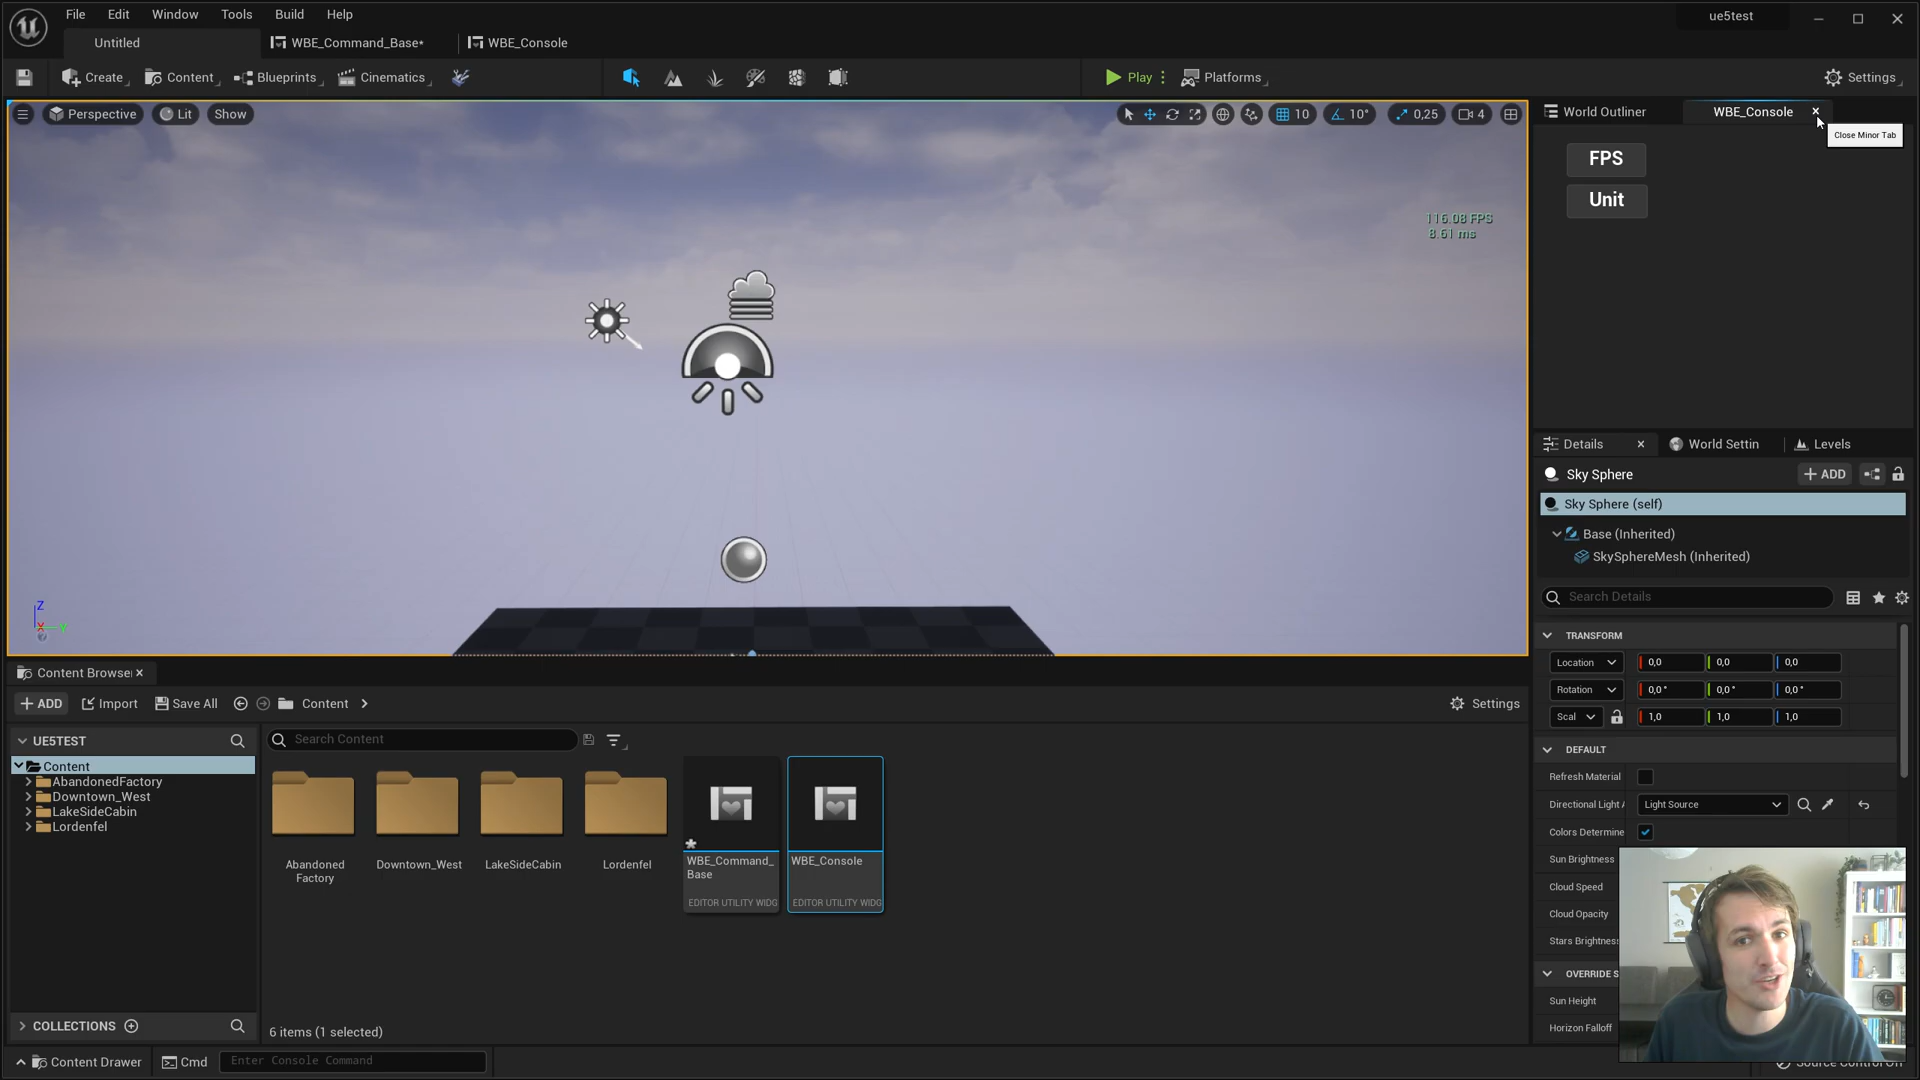 File Edit Window Tools Build Help
ue5test
Untitled
WBE_Command_Base*
WBE_Console
Create
Content
Blueprints
Cinematics
Play
Platforms
Settings
Perspective
Lit
Show
10
10°
0,25
4
World Outliner
WBE_Console
Close Minor Tab
FPS
Unit
116.08 FPS
8.61 ms
Z
X
Y
Details
World Settin
Levels
Sky Sphere
ADD
Sky Sphere (self)
Base (Inherited)
SkySphereMesh (Inherited)
Search Details
TRANSFORM
Location 0,0 0,0 0,0
Rotation 0,0° 0,0° 0,0°
Scal 1,0 1,0 1,0
DEFAULT
Refresh Material
Directional Light A
Light Source
Colors Determine
Sun Brightness
Cloud Speed
Cloud Opacity
Stars Brightnes
OVERRIDE S
Sun Height
Horizon Falloff
Content Browse
ADD
Import
Save All
Content
Settings
UE5TEST
Content
AbandonedFactory
Downtown_West
LakeSideCabin
Lordenfel
COLLECTIONS
Search Content
Abandoned
Factory
Downtown_West
LakeSideCabin
Lordenfel
WBE_Command_
Base
EDITOR UTILITY WIDG
WBE_Console
EDITOR UTILITY WIDG
6 items (1 selected)
Content Drawer
Cmd
Enter Console Command